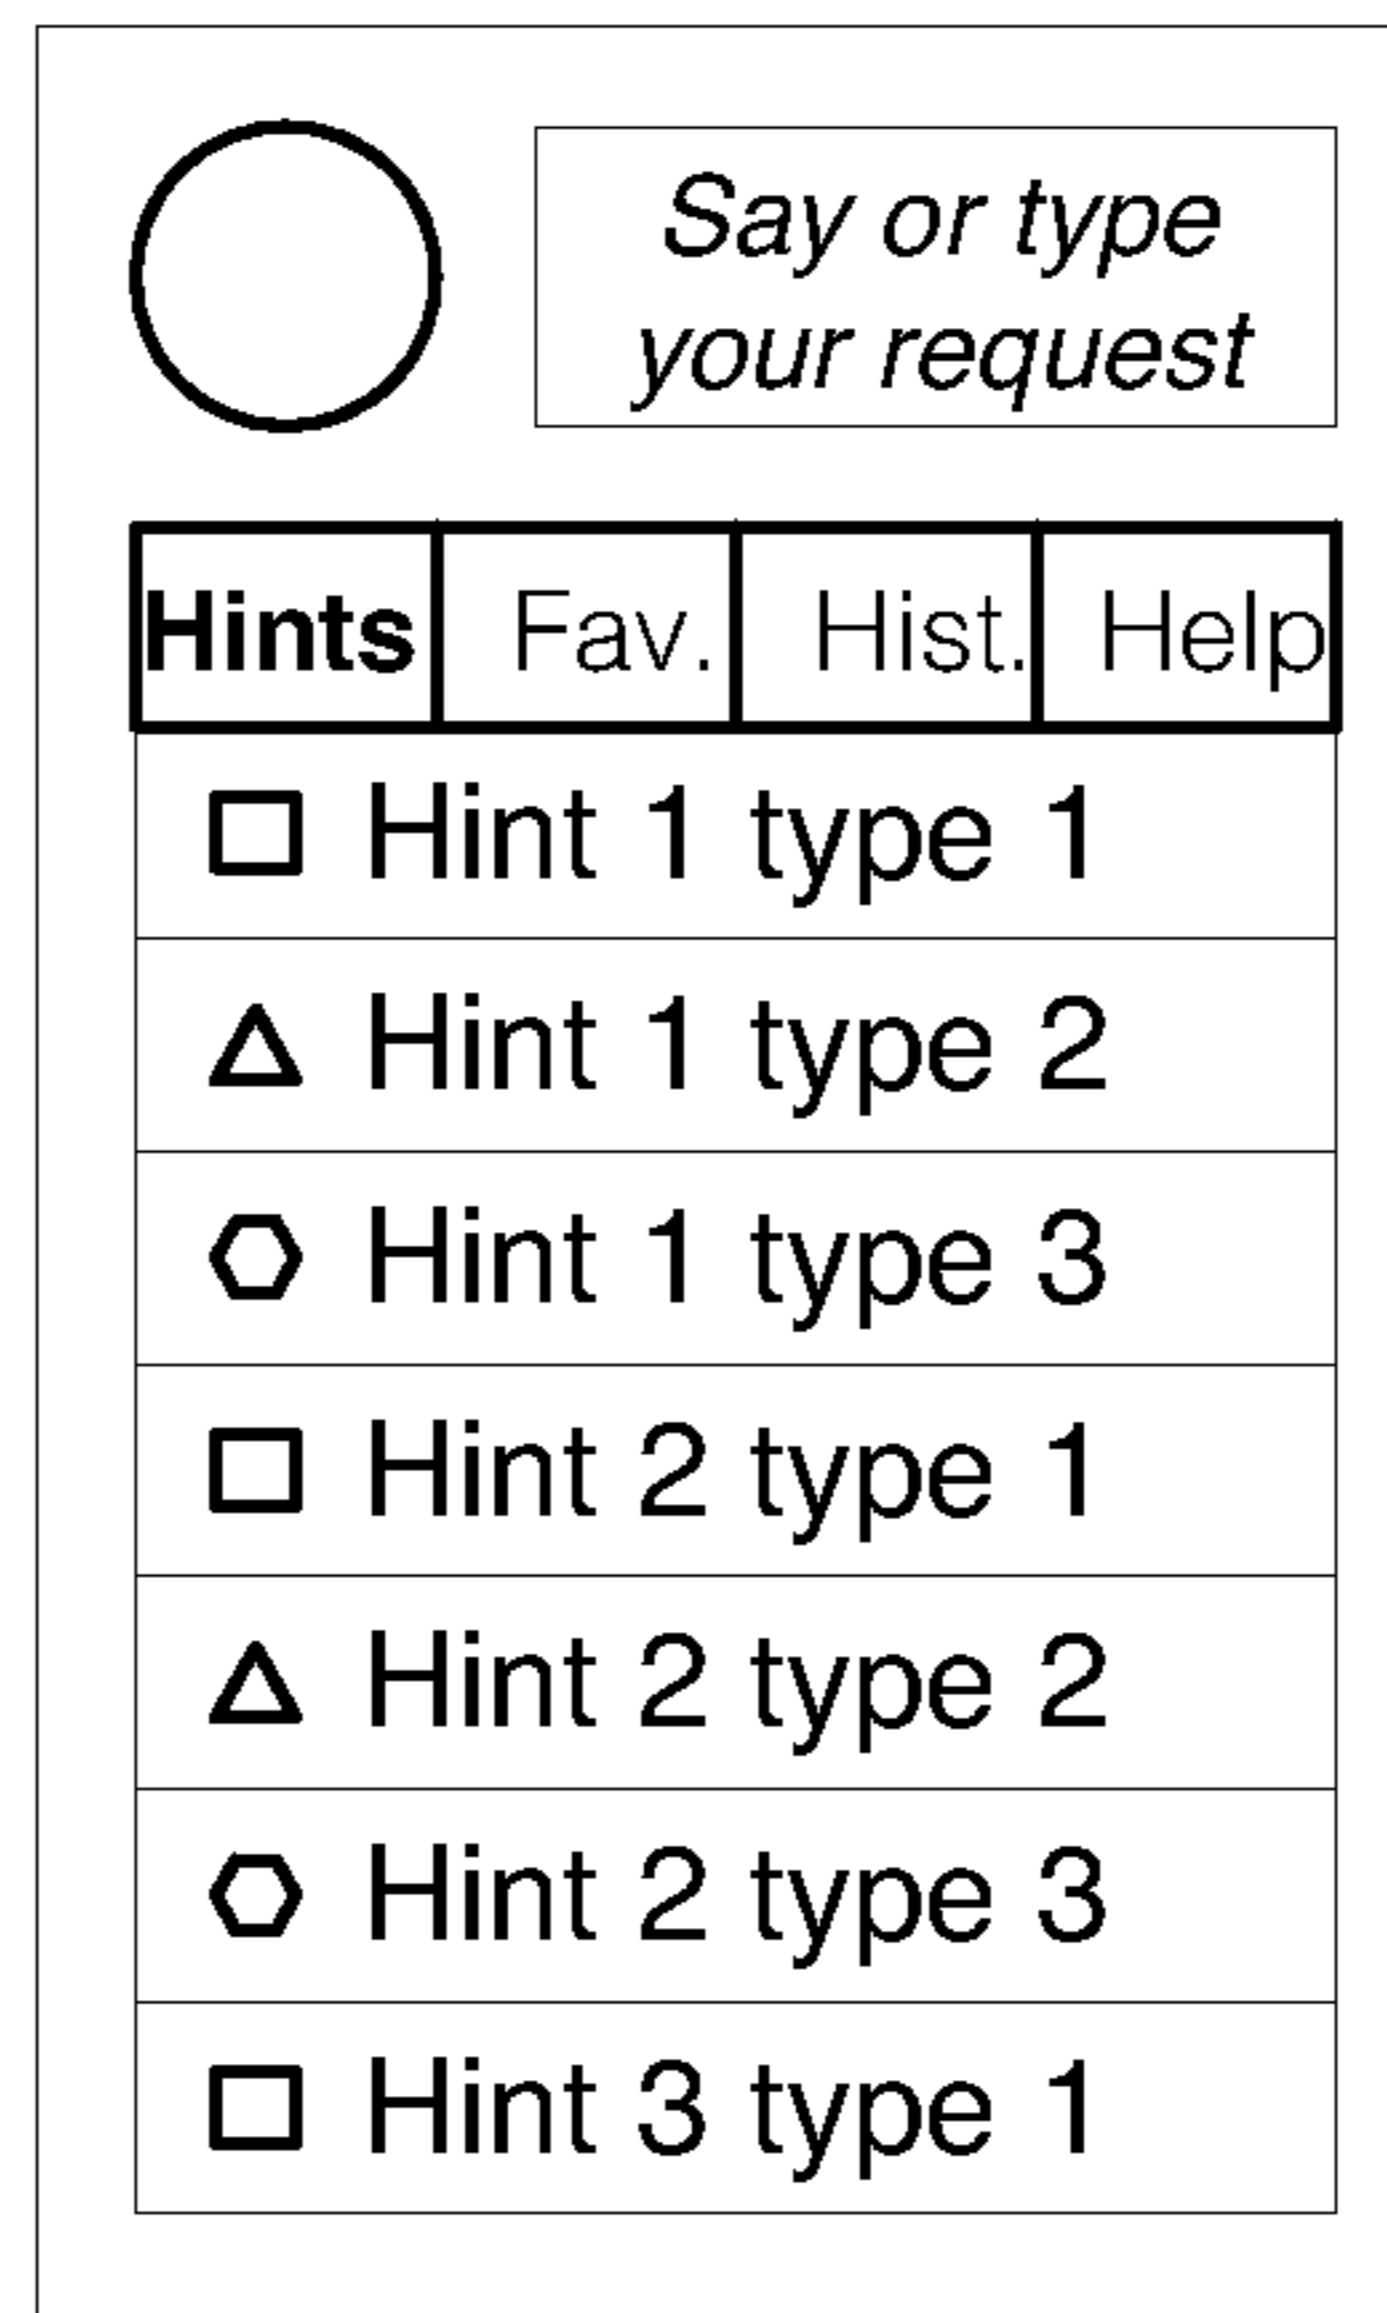 Say or type
your request
Hints Fav. Hist. Help
Hint 1 type 1
Hint 1 type 2
Hint 1 type 3
Hint 2 type 1
Hint 2 type 2
Hint 2 type 3
Hint 3 type 1